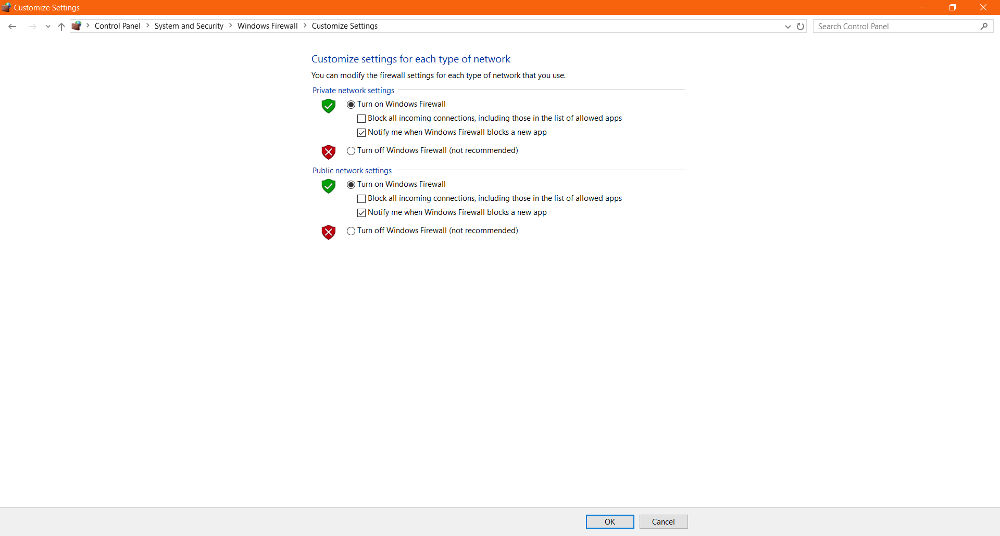 Customize Settings
Control Panel > System and Security > Windows Firewall > Customize Settings
Search Control Panel
Customize settings for each type of network
You can modify the firewall settings for each type of network that you use.
Private network settings
Turn on Windows Firewall
Block all incoming connections, including those in the list of allowed apps
Notify me when Windows Firewall blocks a new app
Turn off Windows Firewall (not recommended)
Public network settings
Turn on Windows Firewall
Block all incoming connections, including those in the list of allowed apps
Notify me when Windows Firewall blocks a new app
Turn off Windows Firewall (not recommended)
OK
Cancel